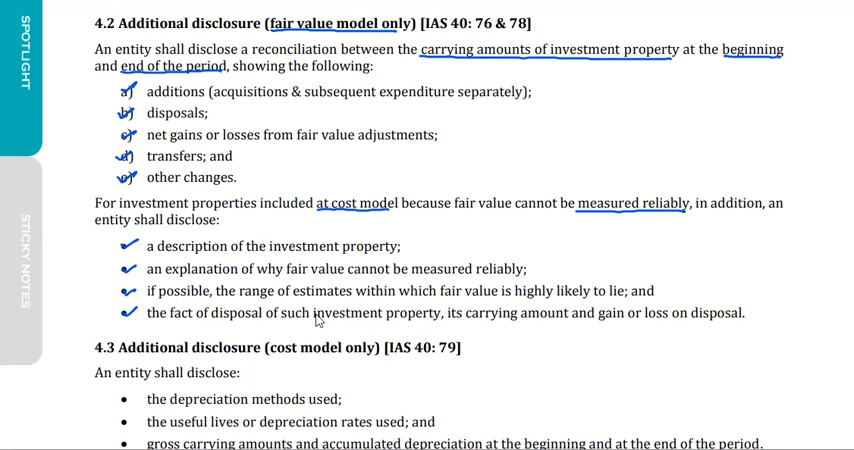 SPOTLIGHT
STICKY NOTES
4.2 Additional disclosure (fair value model only) [IAS 40: 76 & 78]
An entity shall disclose a reconciliation between the carrying amounts of investment property at the beginning
and end of the period, showing the following:
a) additions (acquisitions & subsequent expenditure separately);
b) disposals;
c) net gains or losses from fair value adjustments;
d) transfers; and
e) other changes.
For investment properties included at cost model because fair value cannot be measured reliably, in addition, an
entity shall disclose:
a description of the investment property;
an explanation of why fair value cannot be measured reliably;
if possible, the range of estimates within which fair value is highly likely to lie; and
the fact of disposal of such investment property, its carrying amount and gain or loss on disposal.
4.3 Additional disclosure (cost model only) [IAS 40: 79]
An entity shall disclose:
• the depreciation methods used;
• the useful lives or depreciation rates used; and
• gross carrying amounts and accumulated depreciation at the beginning and at the end of the period.